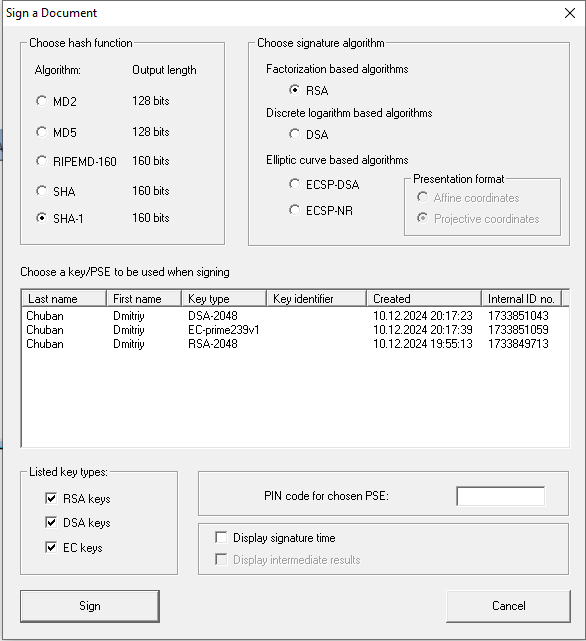 Sign a Document
Choose hash function
Algorithm: Output length
MD2 128 bits
MD5 128 bits
RIPEMD-160 160 bits
SHA 160 bits
SHA-1 160 bits
Choose signature algorithm
Factorization based algorithms
RSA
Discrete logarithm based algorithms
DSA
Elliptic curve based algorithms
ECSP-DSA
ECSP-NR
Presentation format
Affine coordinates
Projective coordinates
Choose a key/PSE to be used when signing
Last name First name Key type Key identifier Created Internal ID no.
Chuban Dmitriy DSA-2048 10.12.2024 20:17:23 1733851043
Chuban Dmitriy EC-prime239v1 10.12.2024 20:17:39 1733851059
Chuban Dmitriy RSA-2048 10.12.2024 19:55:13 1733849713
Listed key types:
RSA keys
DSA keys
EC keys
PIN code for chosen PSE:
Display signature time
Display intermediate results
Sign
Cancel